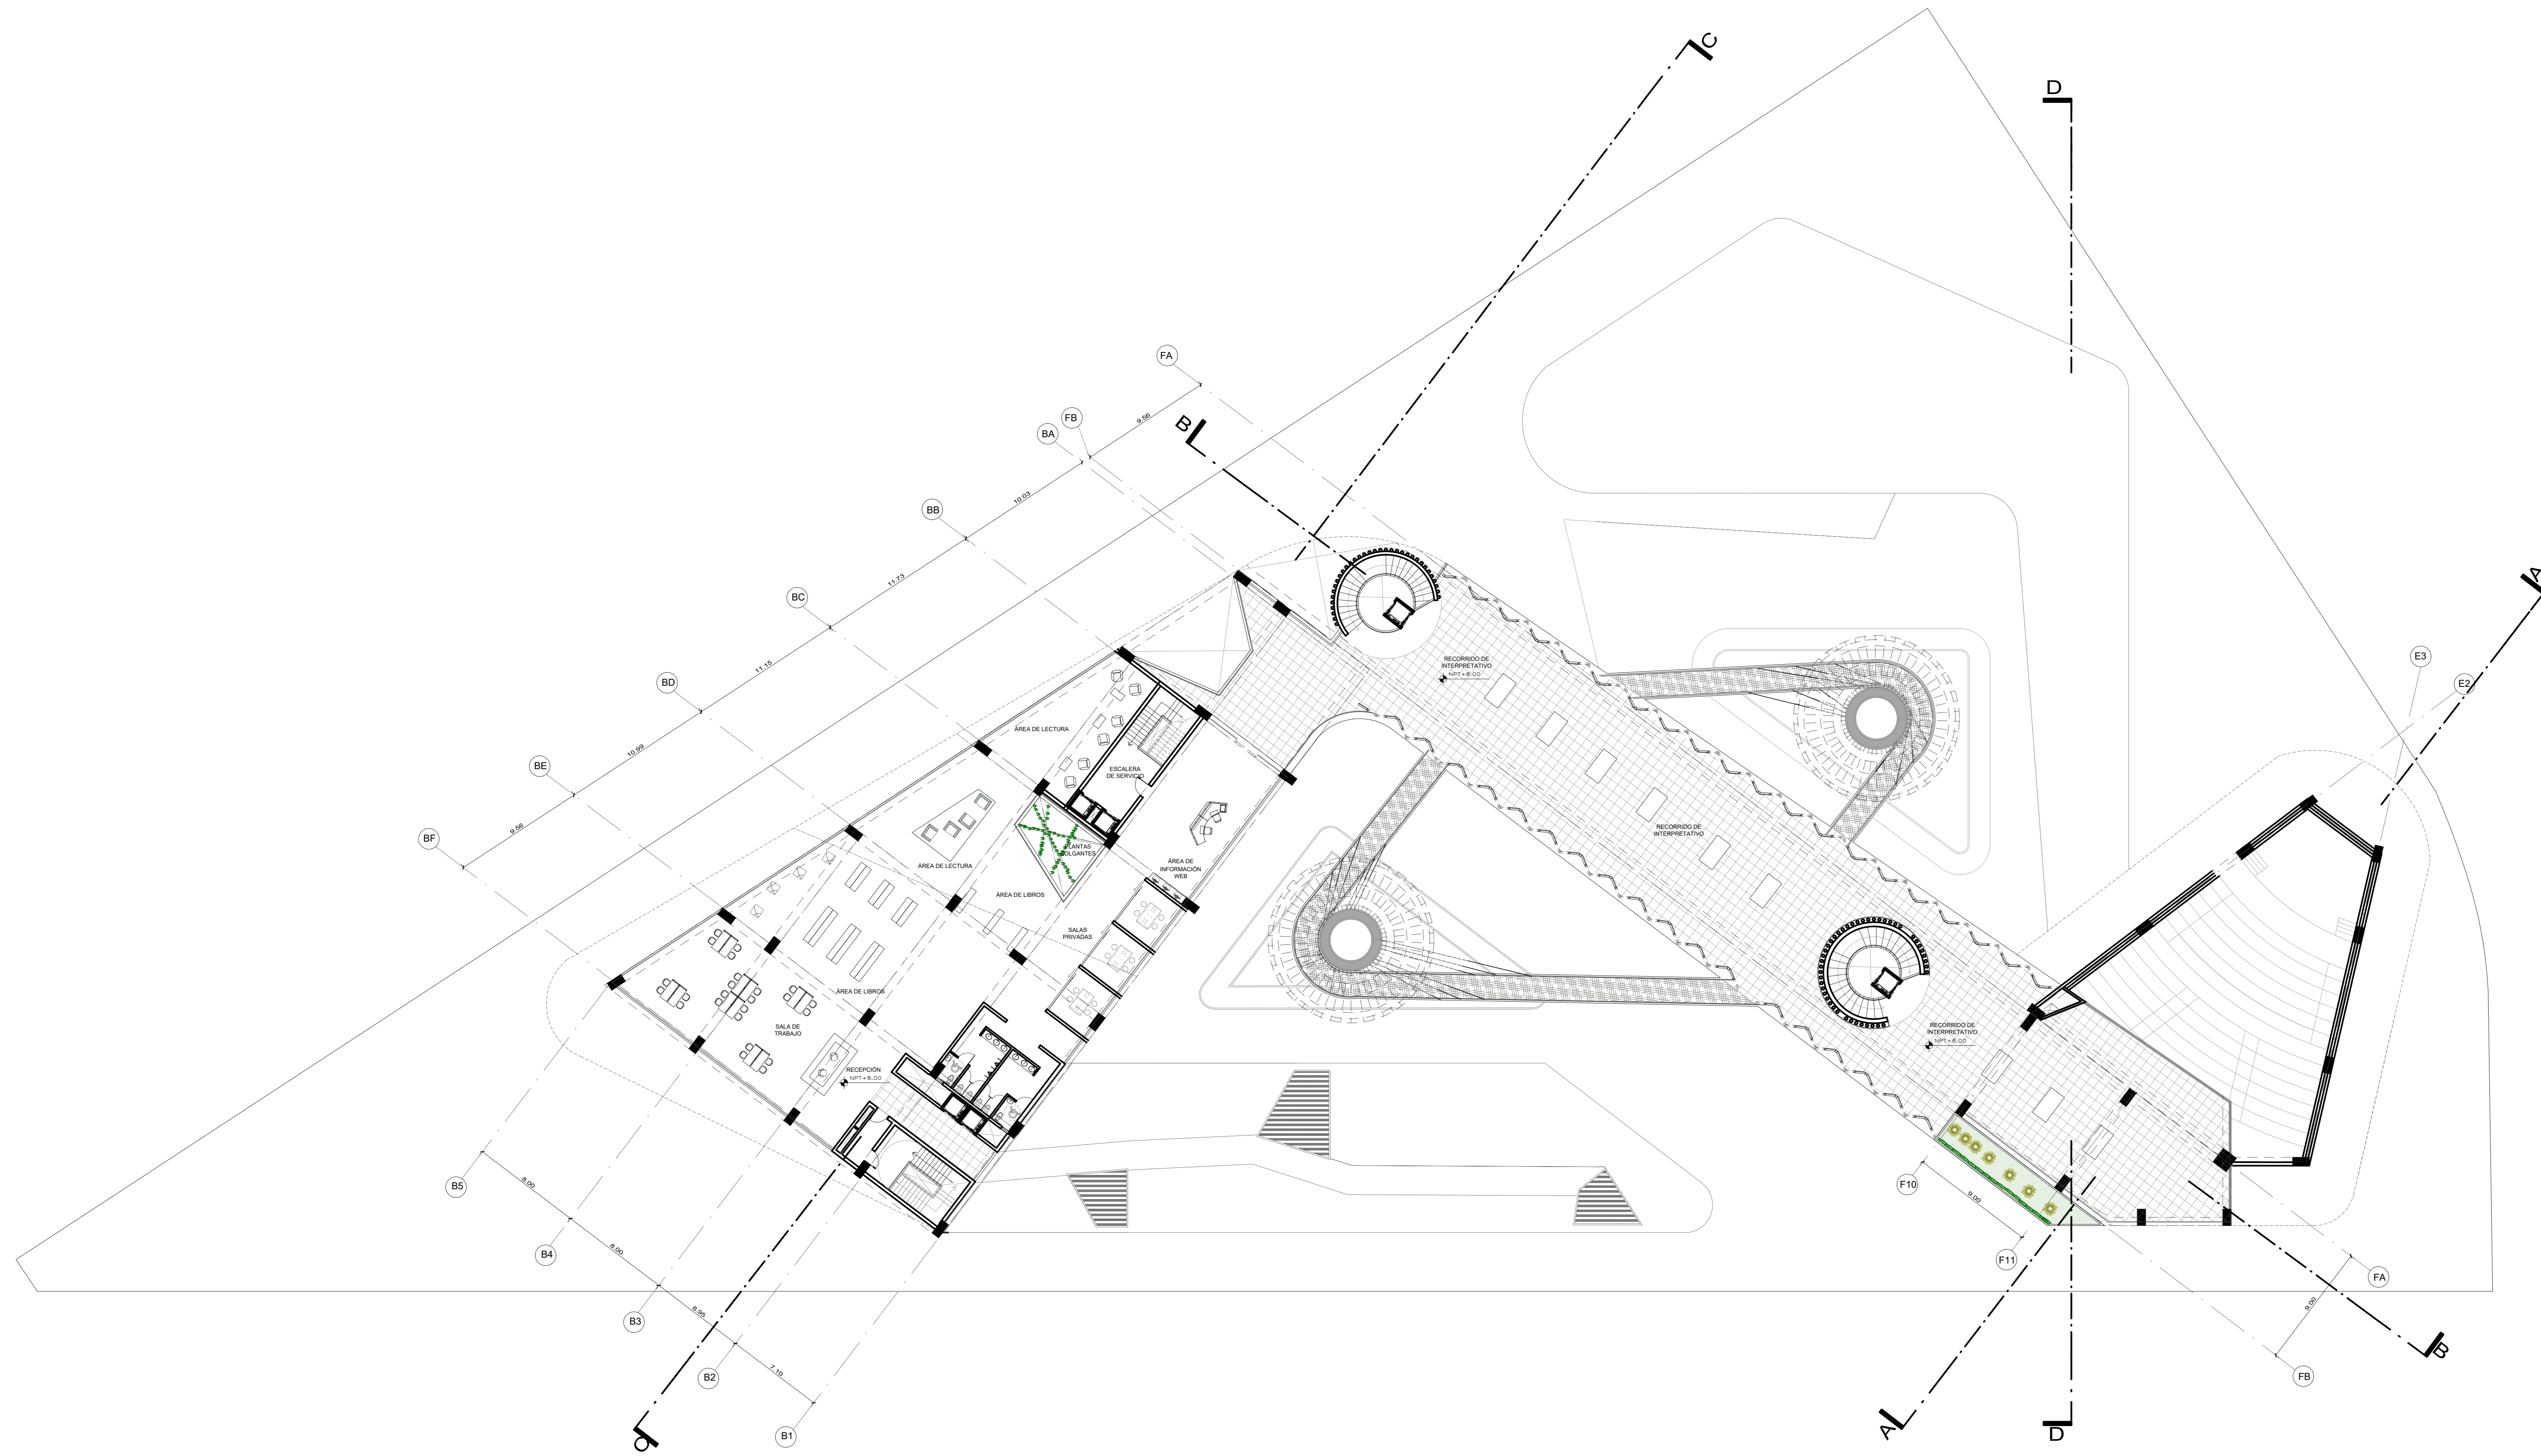 C
D
FA
FB
BA
B
9.56
10.03
BB
11.73
BC
11.15
BD
10.99
BE
9.56
BF
A
E3
E2
RECORRIDO DE
INTERPRETATIVO
NPT+8.00
ÁREA DE LECTURA
ESCALERA
DE SERVICIO
RECORRIDO DE
INTERPRETATIVO
PLANTAS
COLGANTES
ÁREA DE LECTURA
ÁREA DE
INFORMACIÓN
WEB
ÁREA DE LIBROS
SALAS
PRIVADAS
ÁREA DE LIBROS
SALA DE
TRABAJO
RECEPCIÓN
NPT+8.00
RECORRIDO DE
INTERPRETATIVO
NPT+8.00
B5
8.00
B4
8.00
B3
6.95
B2
7.10
B1
F10
9.00
F11
FA
9.00
FB
B
C
A
D